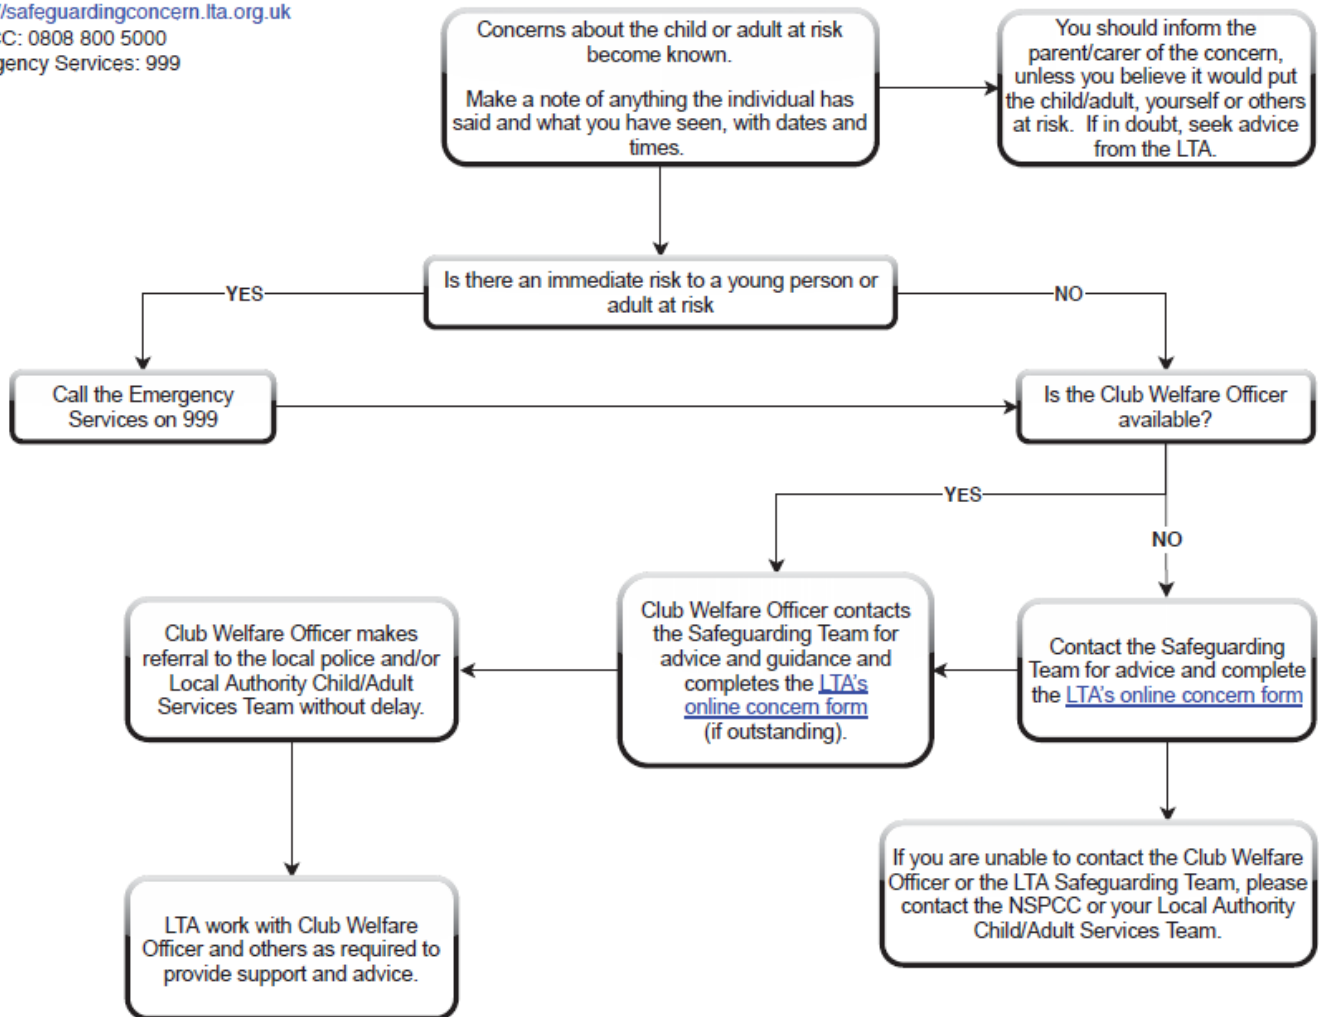 //safeguardingconcern.lta.org.uk
CC: 0808 800 5000
gency Services: 999
Concerns about the child or adult at risk
become known.
Make a note of anything the individual has
said and what you have seen, with dates and
times.
You should inform the
parent/carer of the concern,
unless you believe it would put
the child/adult, yourself or others
at risk. If in doubt, seek advice
from the LTA.
Is there an immediate risk to a young person or
adult at risk
YES
NO
Call the Emergency
Services on 999
Is the Club Welfare Officer
available?
YES
NO
Club Welfare Officer makes
referral to the local police and/or
Local Authority Child/Adult
Services Team without delay.
Club Welfare Officer contacts
the Safeguarding Team for
advice and guidance and
completes the LTA's
online concern form
(if outstanding).
Contact the Safeguarding
Team for advice and complete
the LTA's online concern form
LTA work with Club Welfare
Officer and others as required to
provide support and advice.
If you are unable to contact the Club Welfare
Officer or the LTA Safeguarding Team, please
contact the NSPCC or your Local Authority
Child/Adult Services Team.